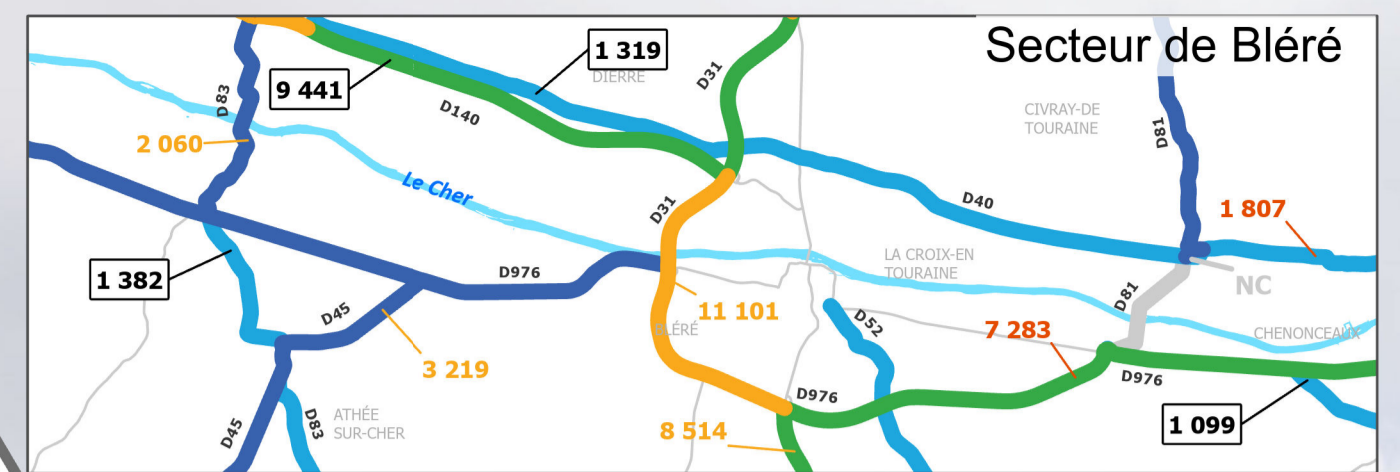 Secteur de Bléré
1 319
DIERRE
9 441
D83
D140
D31
D81
CIVRAY-DE
TOURAINE
2 060
Le Cher
D31
D40
1 807
1 382
D976
LA CROIX-EN
TOURAINE
NC
D45
11 101
BLÉRÉ
D52
D81
7 283
CHENONCEAUX
3 219
D976
D976
ATHÉE
SUR-CHER
D83
D45
8 514
1 099